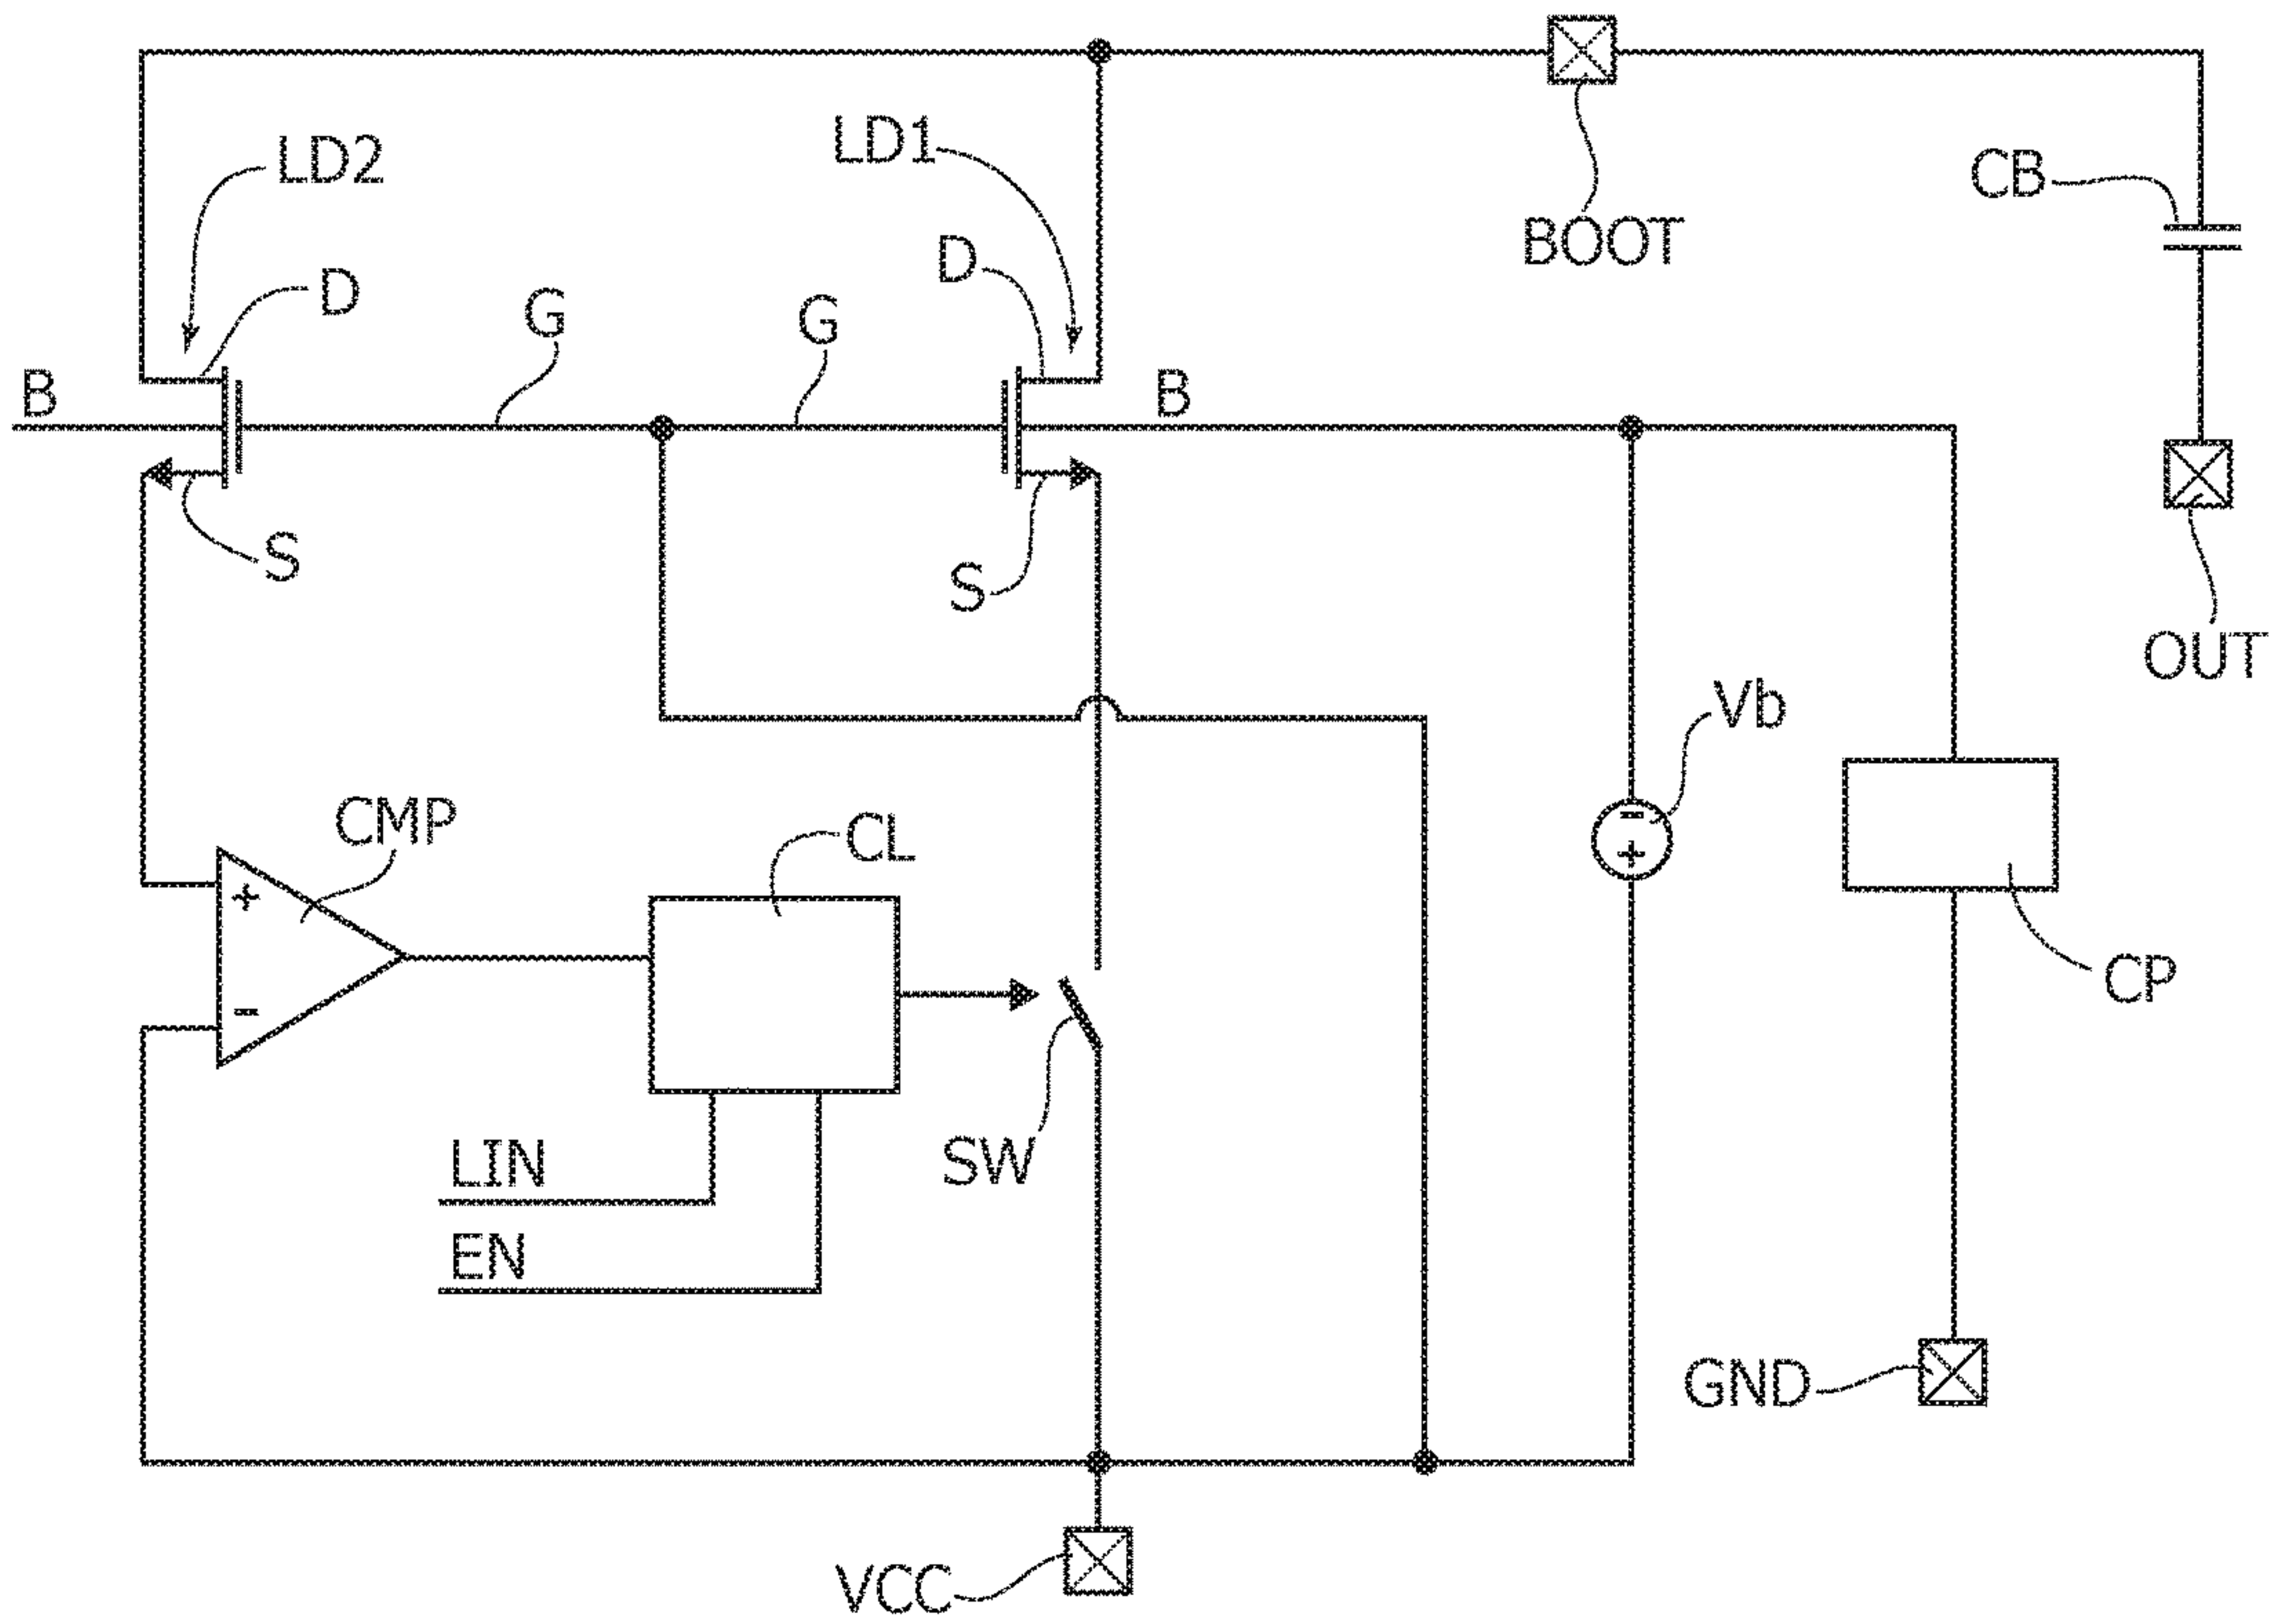 LD2
LD1
CB
BOOT
D
D
B
G
G
B
S
S
OUT
Vb
CMP
CL
+
-
-
+
CP
LIN
SW
EN
GND
VCC